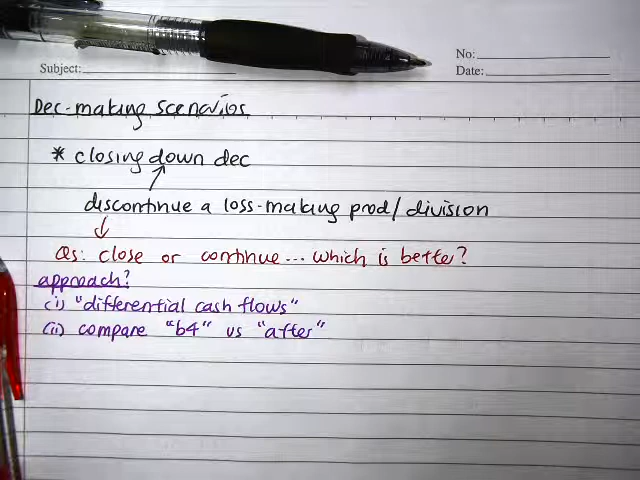 No:
Subject:
Date:
Dec-making scenarios
* closing down dec
discontinue a loss-making prod/division
Qs: close or continue... which is better?
approach?
(i) "differential cash flows"
(ii) compare "b4" vs "after"